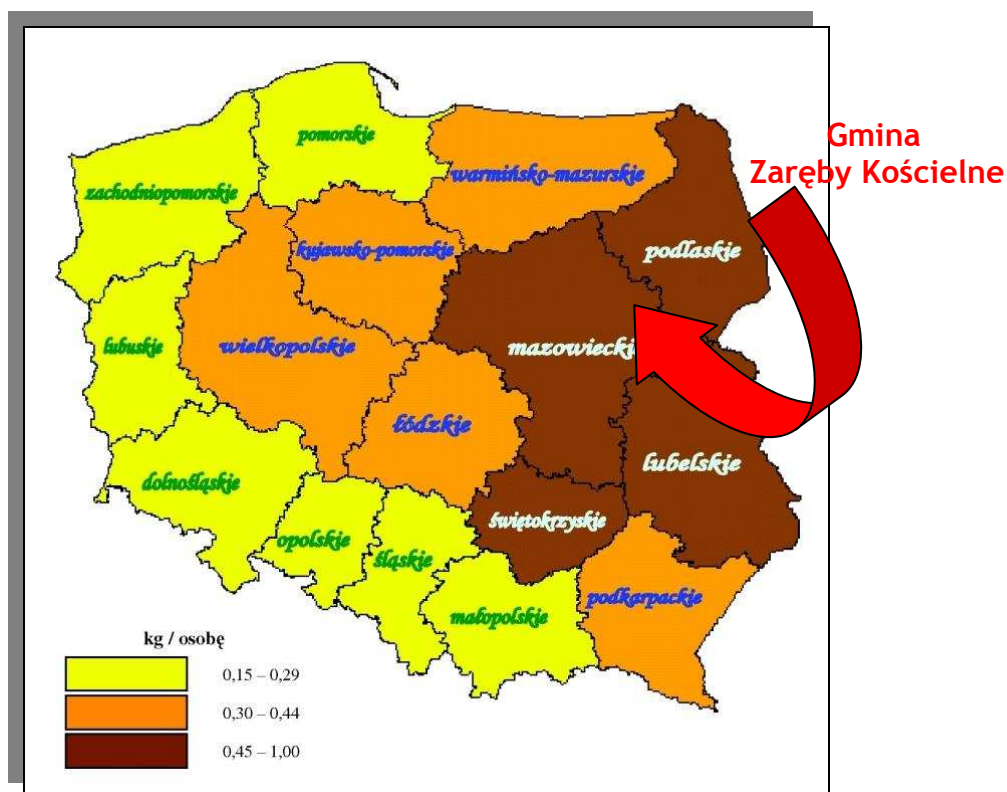 Gmina
Zaręby Kościelne
pomorskie
warmińsko-mazurskie
zachodniopomorskie
podlaskie
kujawsko-pomorskie
lubuskie
wielkopolskie
mazowiecki
łódzkie
lubelskie
dolnośląskie
świętokrzyskie
opolskie
śląskie
podkarpackie
małopolskie
kg / osobę
0,15 – 0,29
0,30 – 0,44
0,45 – 1,00